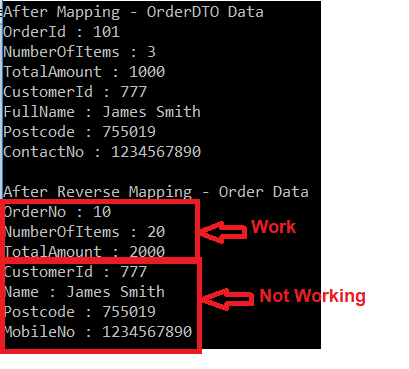 After Mapping - OrderDTO Data
OrderId : 101
NumberOfItems : 3
TotalAmount : 1000
CustomerId : 777
FullName : James Smith
Postcode : 755019
ContactNo : 1234567890
After Reverse Mapping - Order Data
OrderNo : 10
NumberOfItems : 20
Work
TotalAmount : 2000
CustomerId : 777
Name : James Smith
Not Working
Postcode : 755019
MobileNo : 1234567890